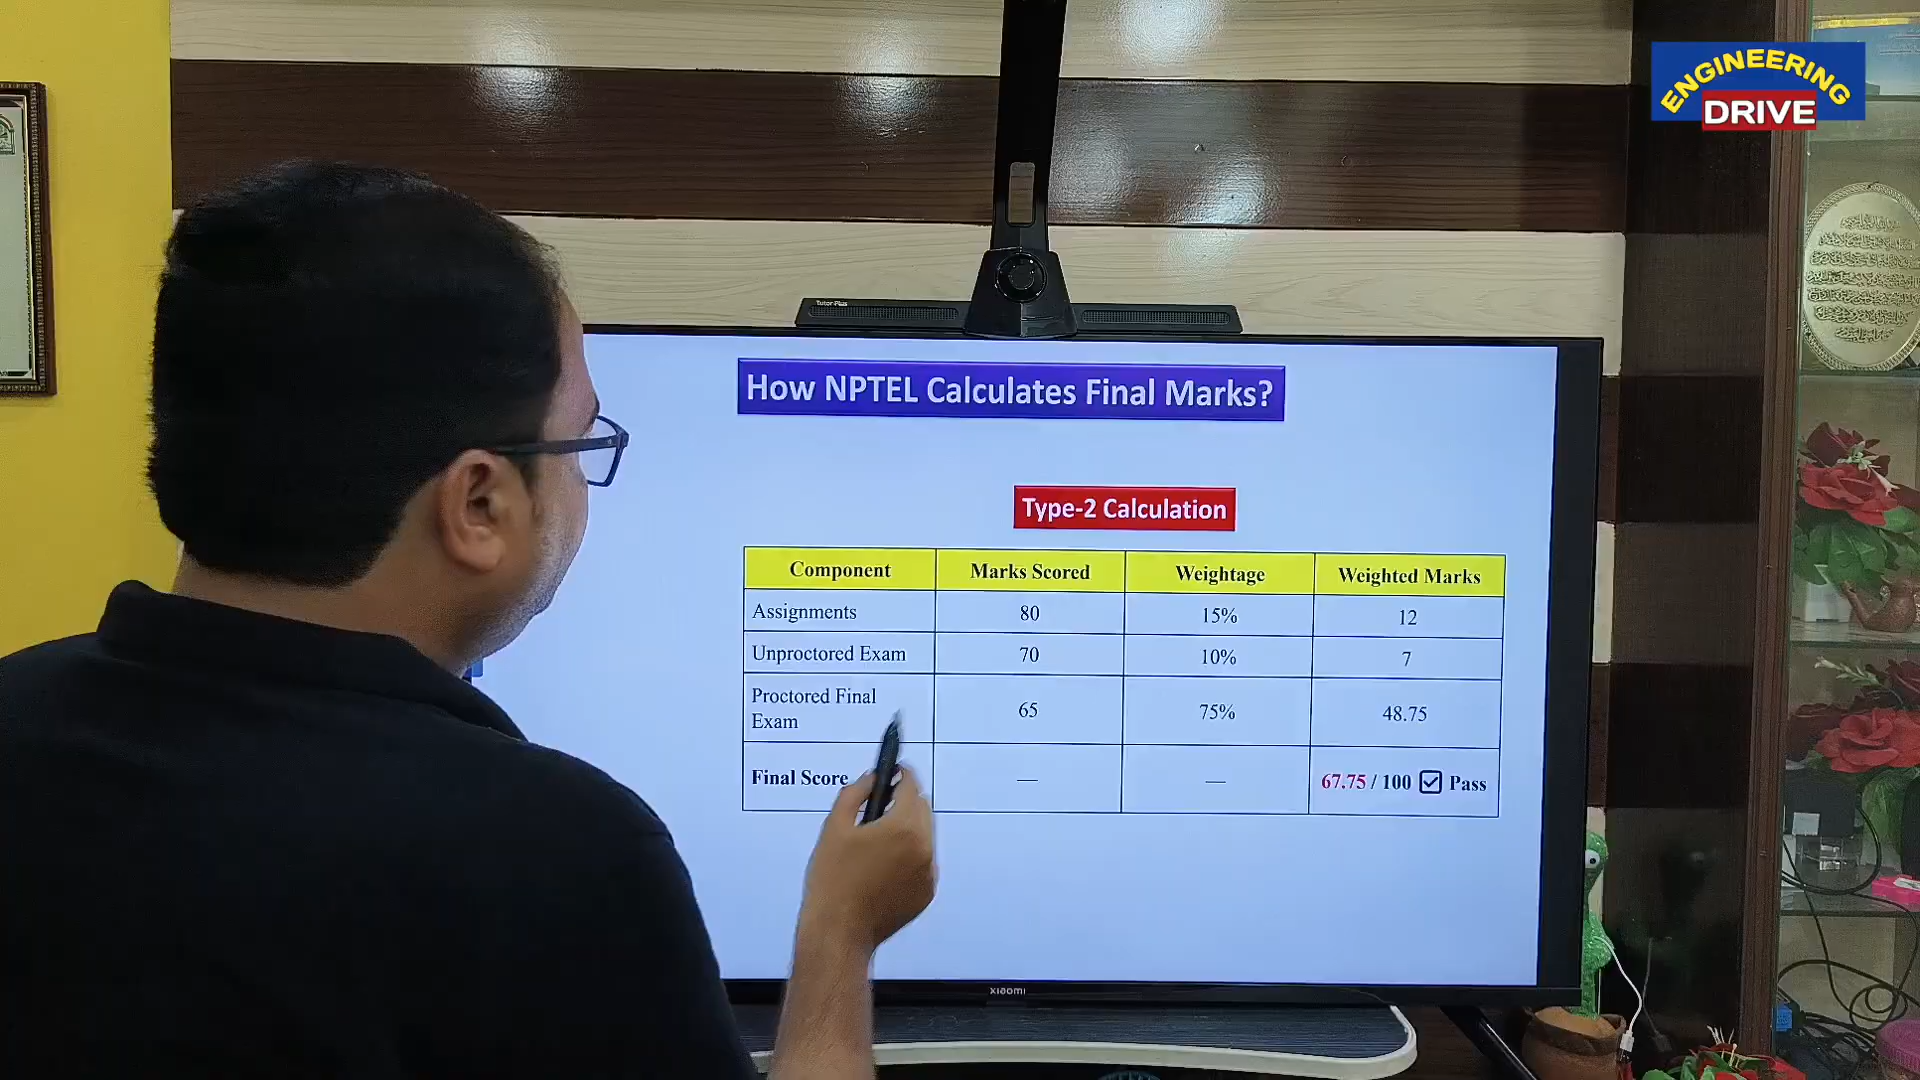 ENGINEERING
DRIVE
Tutor Plus
How NPTEL Calculates Final Marks?
Type-2 Calculation
Component Marks Scored Weightage Weighted Marks
Assignments 80 15% 12
Unproctored Exam 70 10% 7
Proctored Final
Exam 65 75% 48.75
Final Score — — 67.75 / 100 ☑ Pass
xiaomi